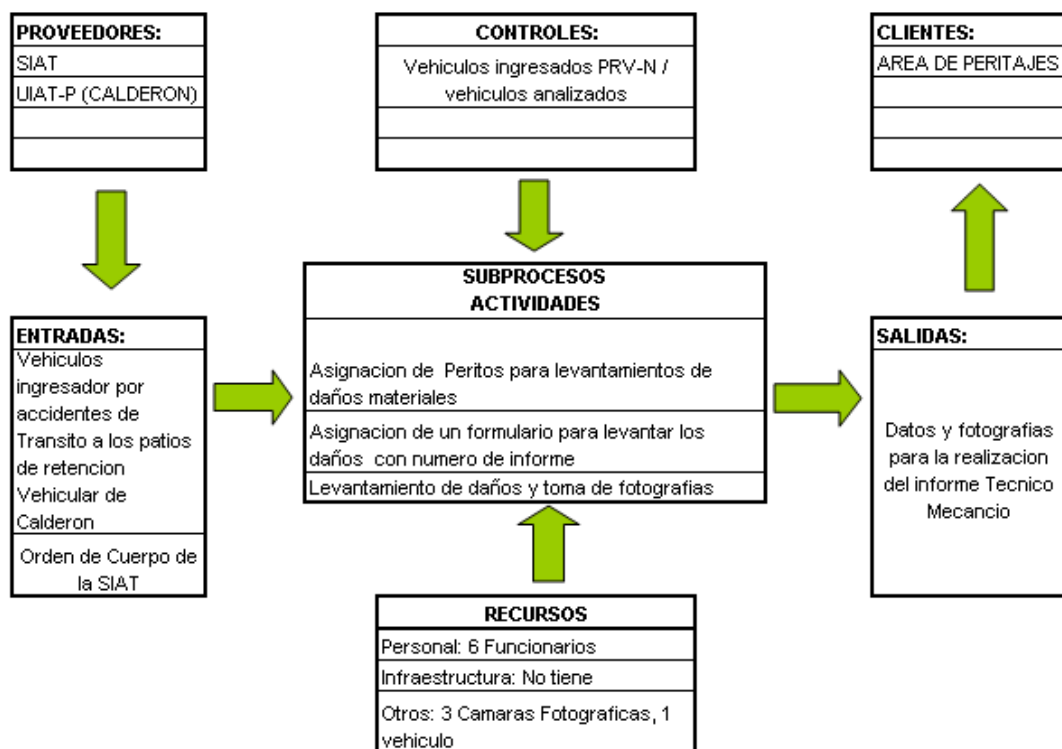 PROVEEDORES:
SIAT
UIAT-P (CALDERON)
CONTROLES:
Vehiculos ingresados PRV-N /
vehiculos analizados
CLIENTES:
AREA DE PERITAJES
ENTRADAS:
Vehiculos
ingresador por
accidentes de
Transito a los patios
de retencion
Vehicular de
Calderon
Orden de Cuerpo de
la SIAT
SUBPROCESOS
ACTIVIDADES
Asignacion de Peritos para levantamientos de
daños materiales
Asignacion de un formulario para levantar los
daños con numero de informe
Levantamiento de daños y toma de fotografias
SALIDAS:
Datos y fotografias
para la realizacion
del informe Tecnico
Mecancio
RECURSOS
Personal: 6 Funcionarios
Infraestructura: No tiene
Otros: 3 Camaras Fotograficas, 1
vehiculo